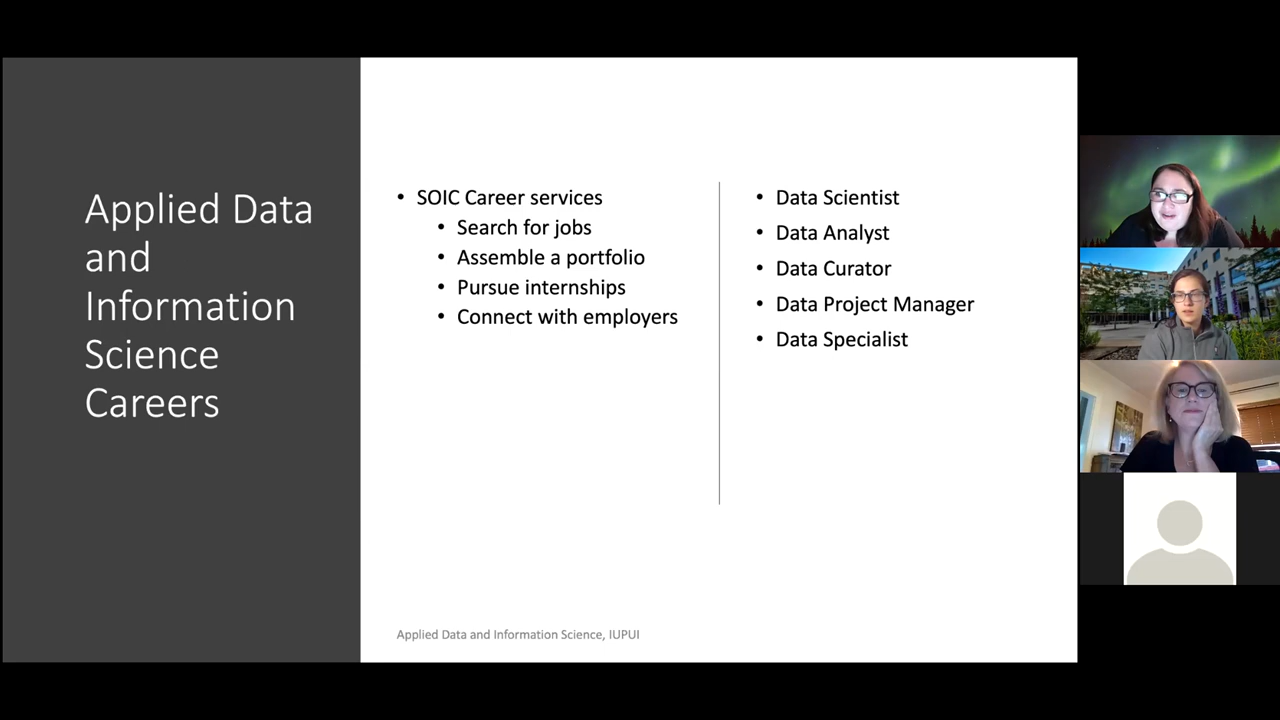 Applied Data
and
Information
Science
Careers
• SOIC Career services
• Search for jobs
• Assemble a portfolio
• Pursue internships
• Connect with employers
• Data Scientist
• Data Analyst
• Data Curator
• Data Project Manager
• Data Specialist
Applied Data and Information Science, IUPUI